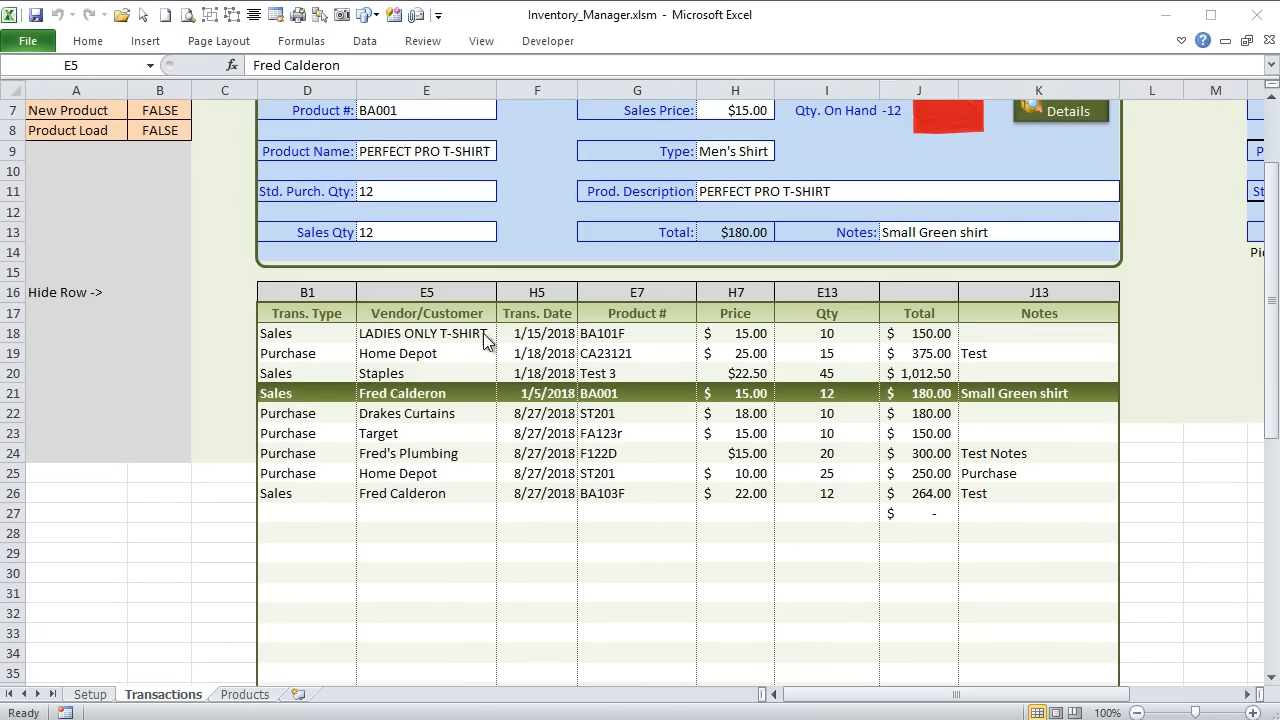 Inventory_Manager.xlsm - Microsoft Excel
File Home Insert Page Layout Formulas Data Review View Developer
E5 fx Fred Calderon
A B C D E F G H I J K L M
7 New Product FALSE Product #: BA001 Sales Price: $15.00 Qty. On Hand -12 Details
8 Product Load FALSE
9 Product Name: PERFECT PRO T-SHIRT Type: Men's Shirt
10
11 Std. Purch. Qty: 12 Prod. Description PERFECT PRO T-SHIRT St
12
13 Sales Qty 12 Total: $180.00 Notes: Small Green shirt
14 Pic
15
16 Hide Row -> B1 E5 H5 E7 H7 E13 J13
17 Trans. Type Vendor/Customer Trans. Date Product # Price Qty Total Notes
18 Sales LADIES ONLY T-SHIRT 1/15/2018 BA101F $ 15.00 10 $ 150.00
19 Purchase Home Depot 1/18/2018 CA23121 $ 25.00 15 $ 375.00 Test
20 Sales Staples 1/18/2018 Test 3 $22.50 45 $ 1,012.50
21 Sales Fred Calderon 1/5/2018 BA001 $ 15.00 12 $ 180.00 Small Green shirt
22 Purchase Drakes Curtains 8/27/2018 ST201 $ 18.00 10 $ 180.00
23 Purchase Target 8/27/2018 FA123r $ 15.00 10 $ 150.00
24 Purchase Fred's Plumbing 8/27/2018 F122D $15.00 20 $ 300.00 Test Notes
25 Purchase Home Depot 8/27/2018 ST201 $ 10.00 25 $ 250.00 Purchase
26 Sales Fred Calderon 8/27/2018 BA103F $ 22.00 12 $ 264.00 Test
27 $ -
28
29
30
31
32
33
34
35
Setup Transactions Products
Ready 100%